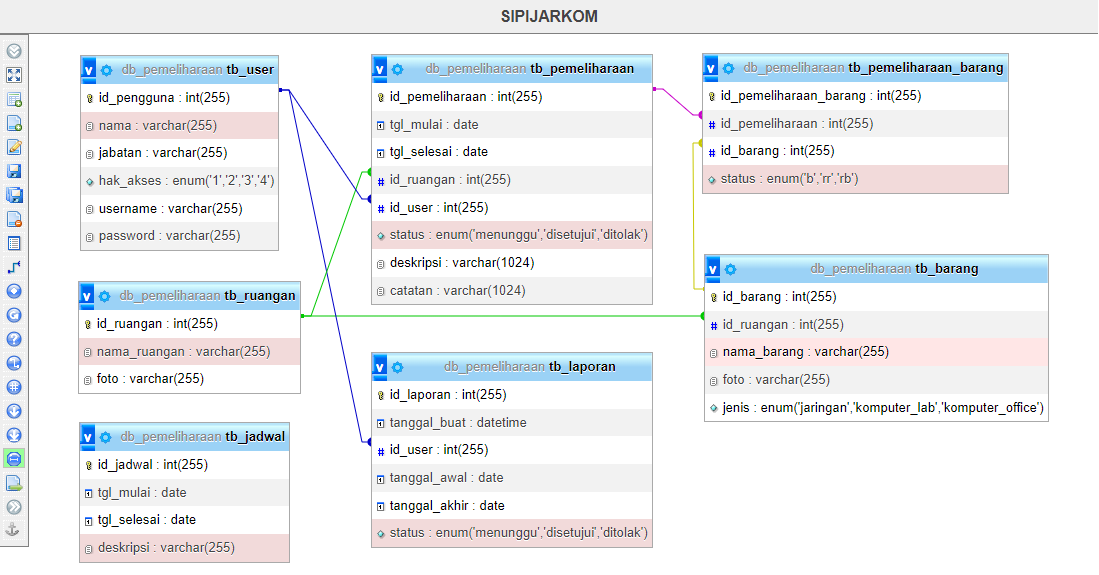 SIPIJARKOM
v db_pemeliharaan tb_user
id_pengguna : int(255)
nama : varchar(255)
jabatan : varchar(255)
hak_akses : enum('1','2','3','4')
username : varchar(255)
password : varchar(255)
v db_pemeliharaan tb_ruangan
id_ruangan : int(255)
nama_ruangan : varchar(255)
foto : varchar(255)
v db_pemeliharaan tb_jadwal
id_jadwal : int(255)
tgl_mulai : date
tgl_selesai : date
deskripsi : varchar(255)
v db_pemeliharaan tb_pemeliharaan
id_pemeliharaan : int(255)
tgl_mulai : date
tgl_selesai : date
# id_ruangan : int(255)
# id_user : int(255)
status : enum('menunggu','disetujui','ditolak')
deskripsi : varchar(1024)
catatan : varchar(1024)
v db_pemeliharaan tb_laporan
id_laporan : int(255)
tanggal_buat : datetime
# id_user : int(255)
tanggal_awal : date
tanggal_akhir : date
status : enum('menunggu','disetujui','ditolak')
v db_pemeliharaan tb_pemeliharaan_barang
id_pemeliharaan_barang : int(255)
# id_pemeliharaan : int(255)
# id_barang : int(255)
status : enum('b','rr','rb')
v db_pemeliharaan tb_barang
id_barang : int(255)
# id_ruangan : int(255)
nama_barang : varchar(255)
foto : varchar(255)
jenis : enum('jaringan','komputer_lab','komputer_office')